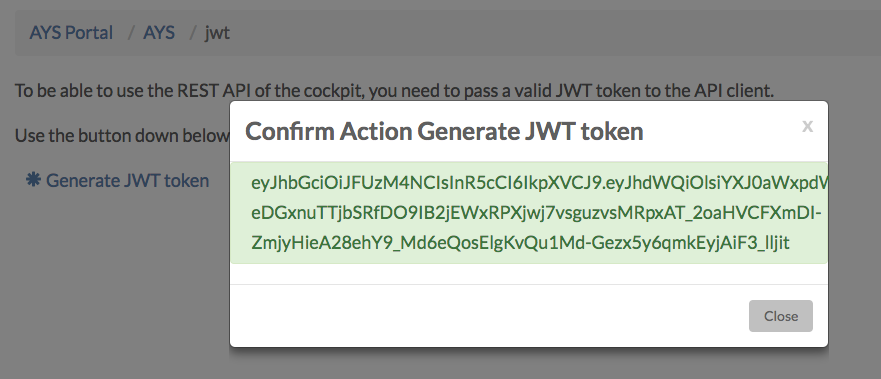 AYS Portal / AYS / jwt
To be able to use the REST API of the cockpit, you need to pass a valid JWT token to the API client.
Use the button down below
Generate JWT token
Confirm Action Generate JWT token
x
eyJhbGciOiJFUzM4NCIsInR5cCI6IkpXVCJ9.eyJhdWQiOlsiYXJ0aWxpdW
eDGxnuTTjbSRfDO9IB2jEWxRPXjwj7vsguzvsMRpxAT_2oaHVCFXmDI-
ZmjyHieA28ehY9_Md6eQosElgKvQu1Md-Gezx5y6qmkEyjAiF3_lljit
Close